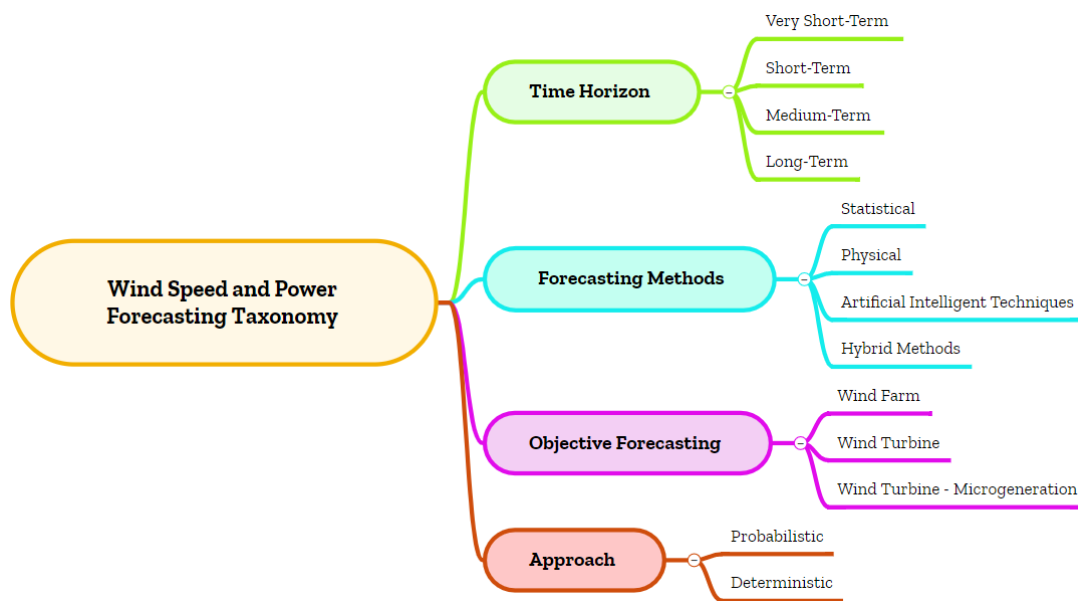 Wind Speed and Power
Forecasting Taxonomy
Time Horizon
Very Short-Term
Short-Term
Medium-Term
Long-Term
Forecasting Methods
Statistical
Physical
Artificial Intelligent Techniques
Hybrid Methods
Objective Forecasting
Wind Farm
Wind Turbine
Wind Turbine - Microgeneration
Approach
Probabilistic
Deterministic